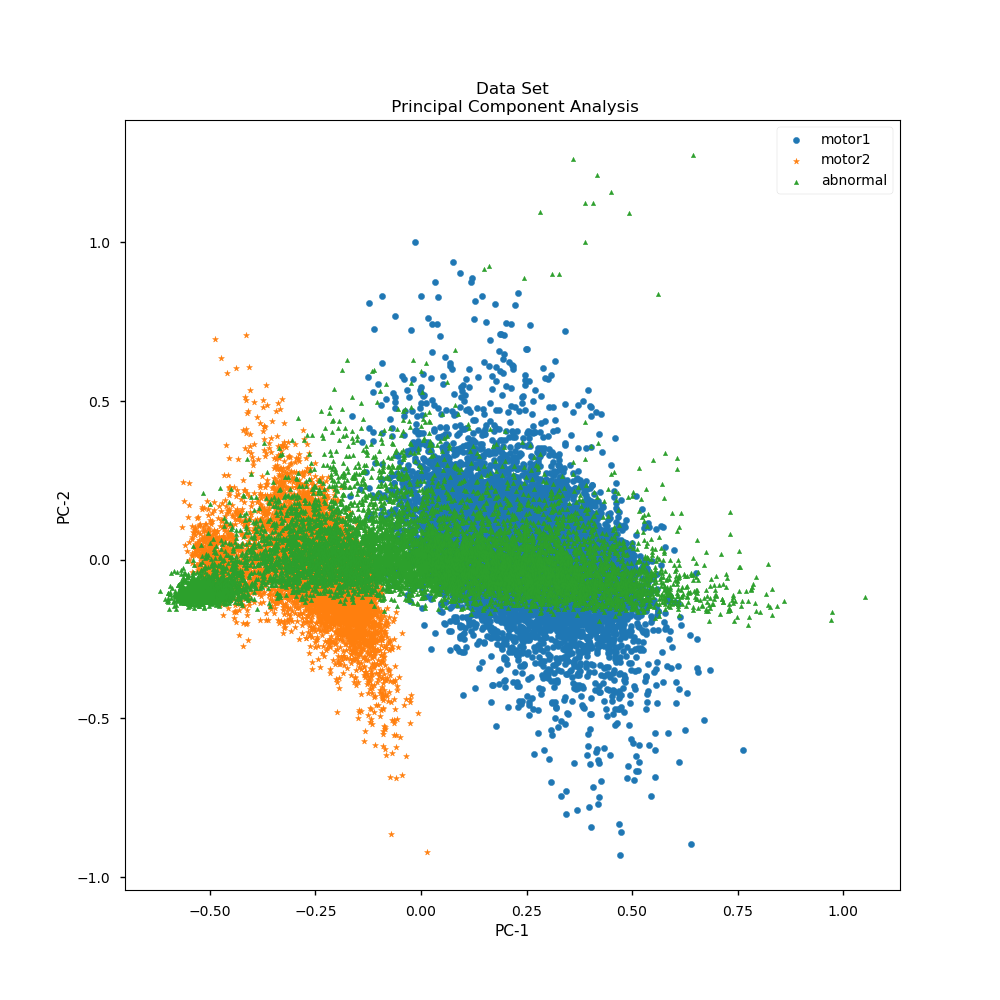 Data Set
Principal Component Analysis
motor1
motor2
abnormal
PC-2
1.0
0.5
0.0
−0.5
−1.0
−0.50
−0.25
0.00
0.25
0.50
0.75
1.00
PC-1